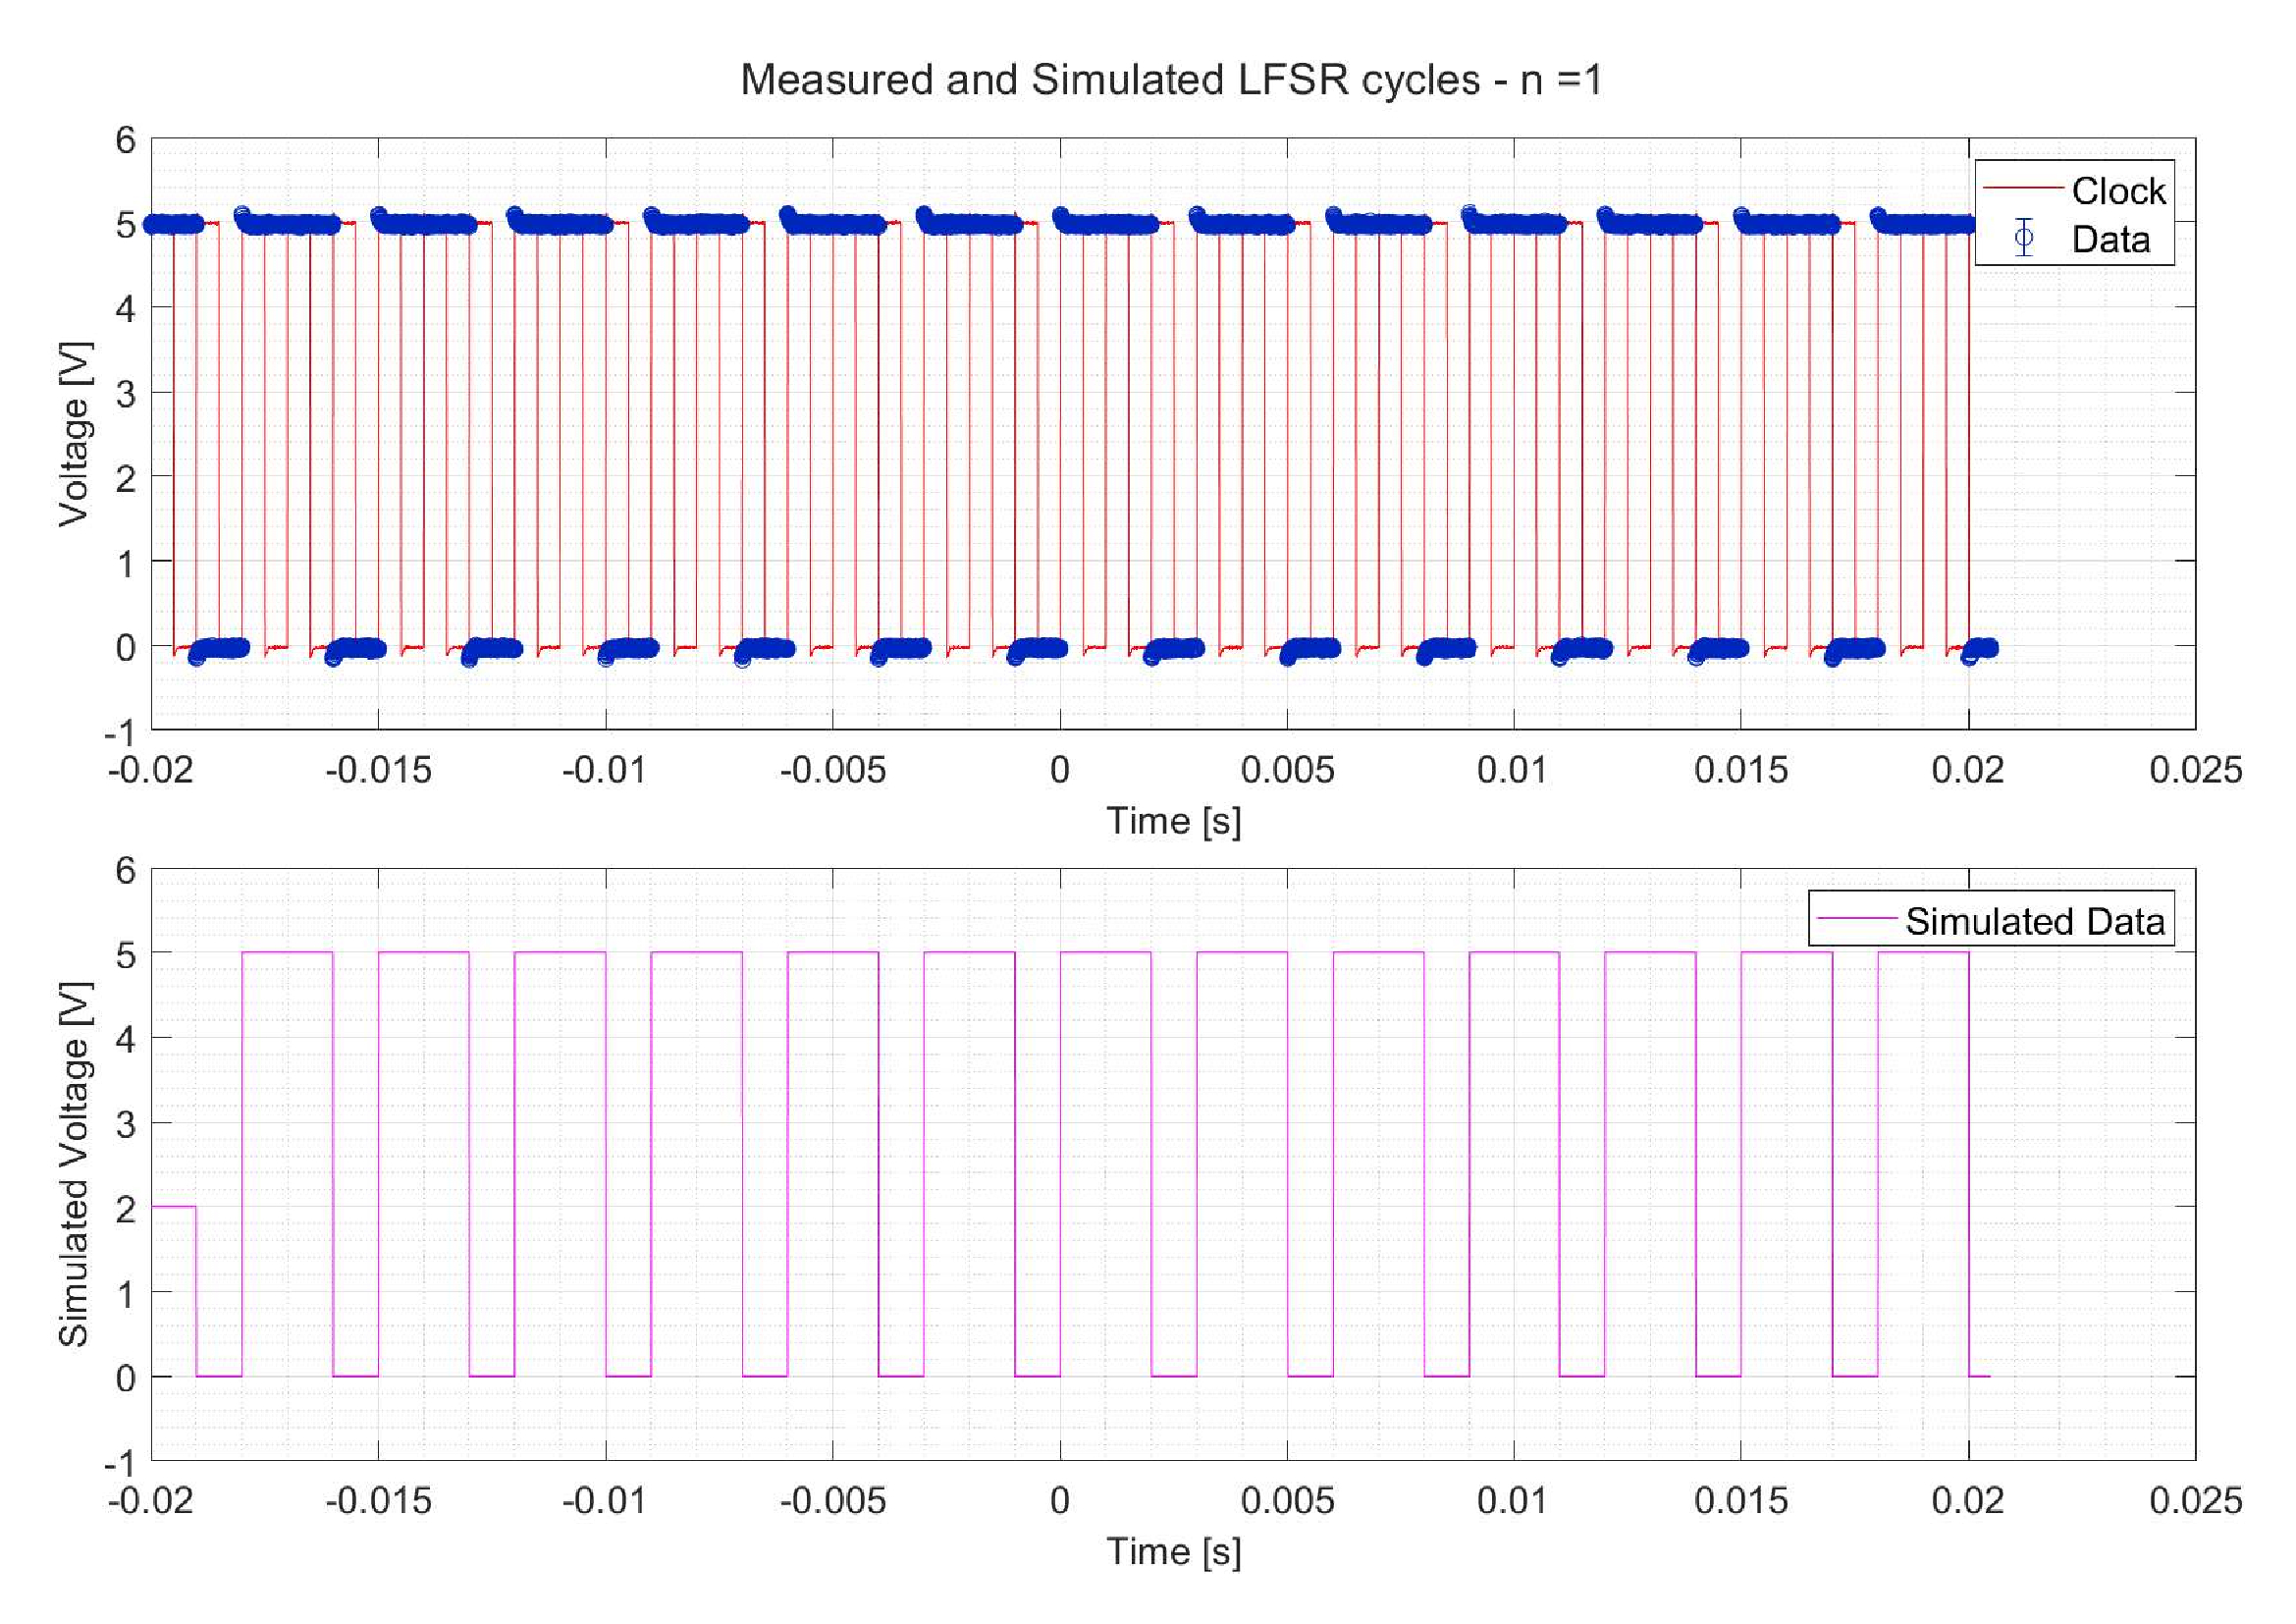 Measured and Simulated LFSR cycles - n =1
6
5
4
3
2
1
0
-1
Voltage [V]
Clock
Data
-0.02 -0.015 -0.01 -0.005 0 0.005 0.01 0.015 0.02 0.025
Time [s]
6
5
4
3
2
1
0
-1
Simulated Voltage [V]
Simulated Data
-0.02 -0.015 -0.01 -0.005 0 0.005 0.01 0.015 0.02 0.025
Time [s]